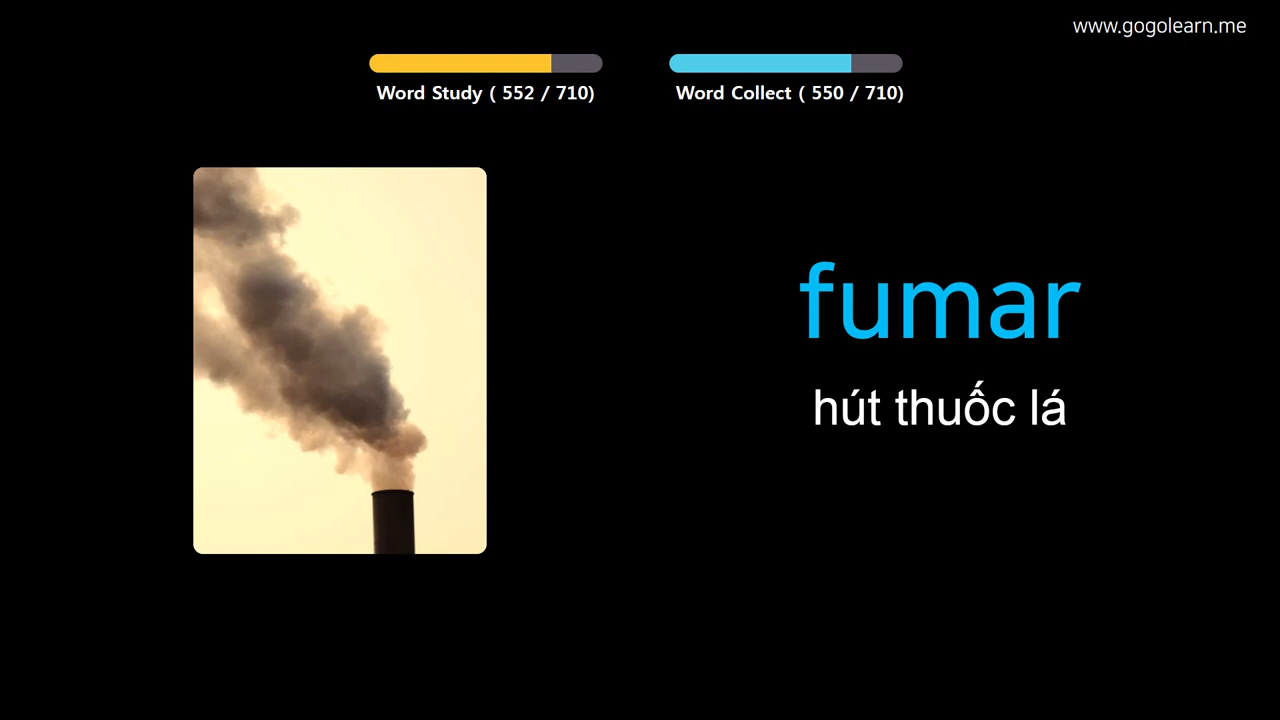 www.gogolearn.me
Word Study ( 552 / 710)
Word Collect ( 550 / 710)
fumar
hút thuốc lá